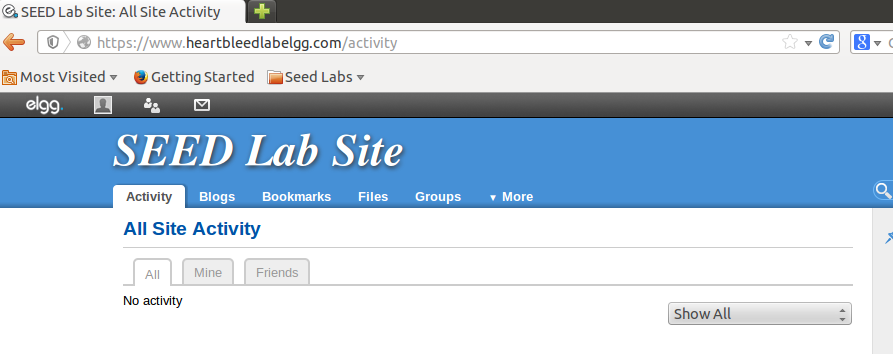 SEED Lab Site: All Site Activity
https://www.heartbleedlabelgg.com/activity
Most Visited Getting Started Seed Labs
elgg.
SEED Lab Site
Activity Blogs Bookmarks Files Groups More
All Site Activity
All Mine Friends
No activity
Show All